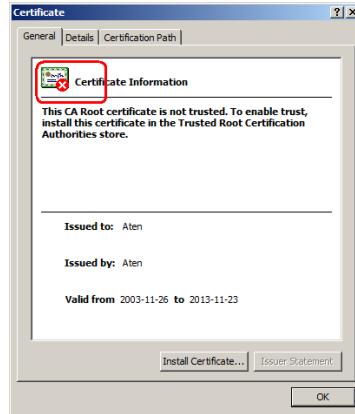 Certificate
General Details Certification Path
Certificate Information
This CA Root certificate is not trusted. To enable trust,
install this certificate in the Trusted Root Certification
Authorities store.
Issued to: Aten
Issued by: Aten
Valid from 2003-11-26 to 2013-11-23
Install Certificate... Issuer Statement
OK